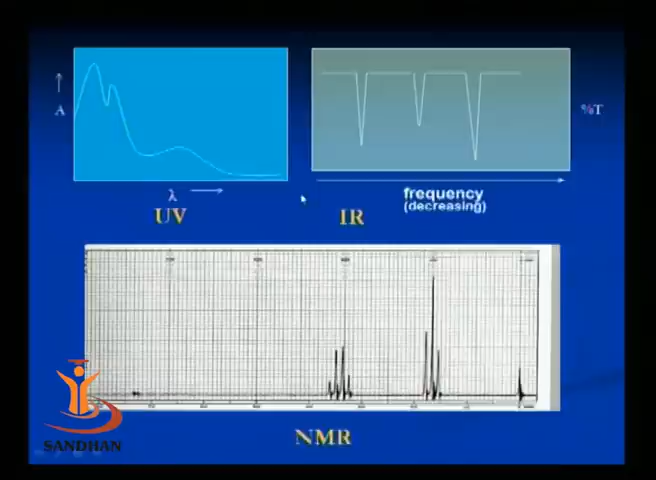 A
%T
λ
frequency
(decreasing)
UV
IR
SANDHAN
NMR